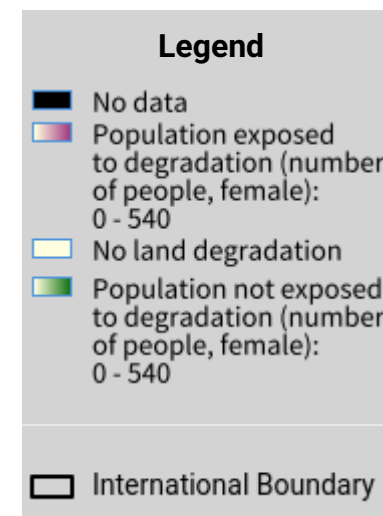 Legend
No data
Population exposed
to degradation (number
of people, female):
0 - 540
No land degradation
Population not exposed
to degradation (number
of people, female):
0 - 540
International Boundary